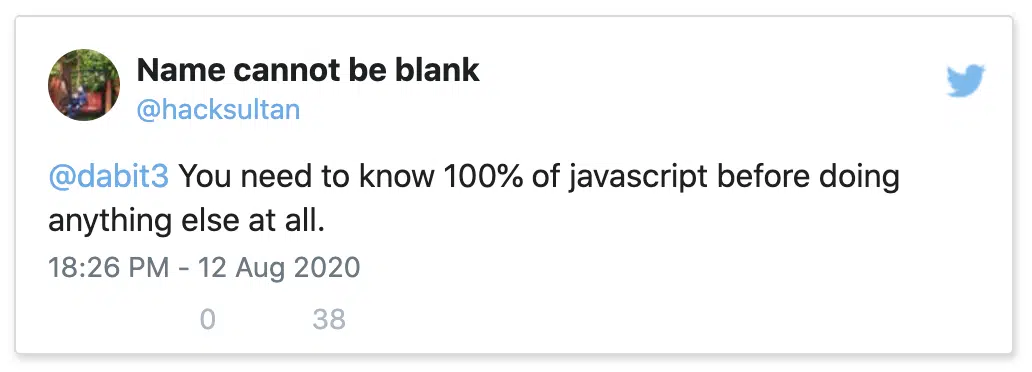 Name cannot be blank
@hacksultan
@dabit3 You need to know 100% of javascript before doing
anything else at all.
18:26 PM - 12 Aug 2020
0 38